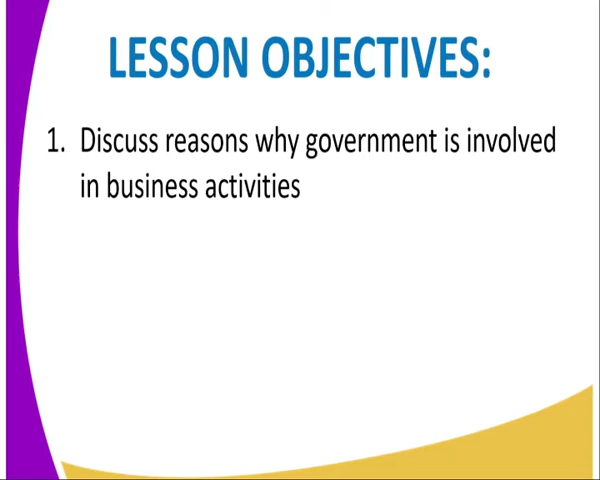 LESSON OBJECTIVES:
1. Discuss reasons why government is involved
in business activities